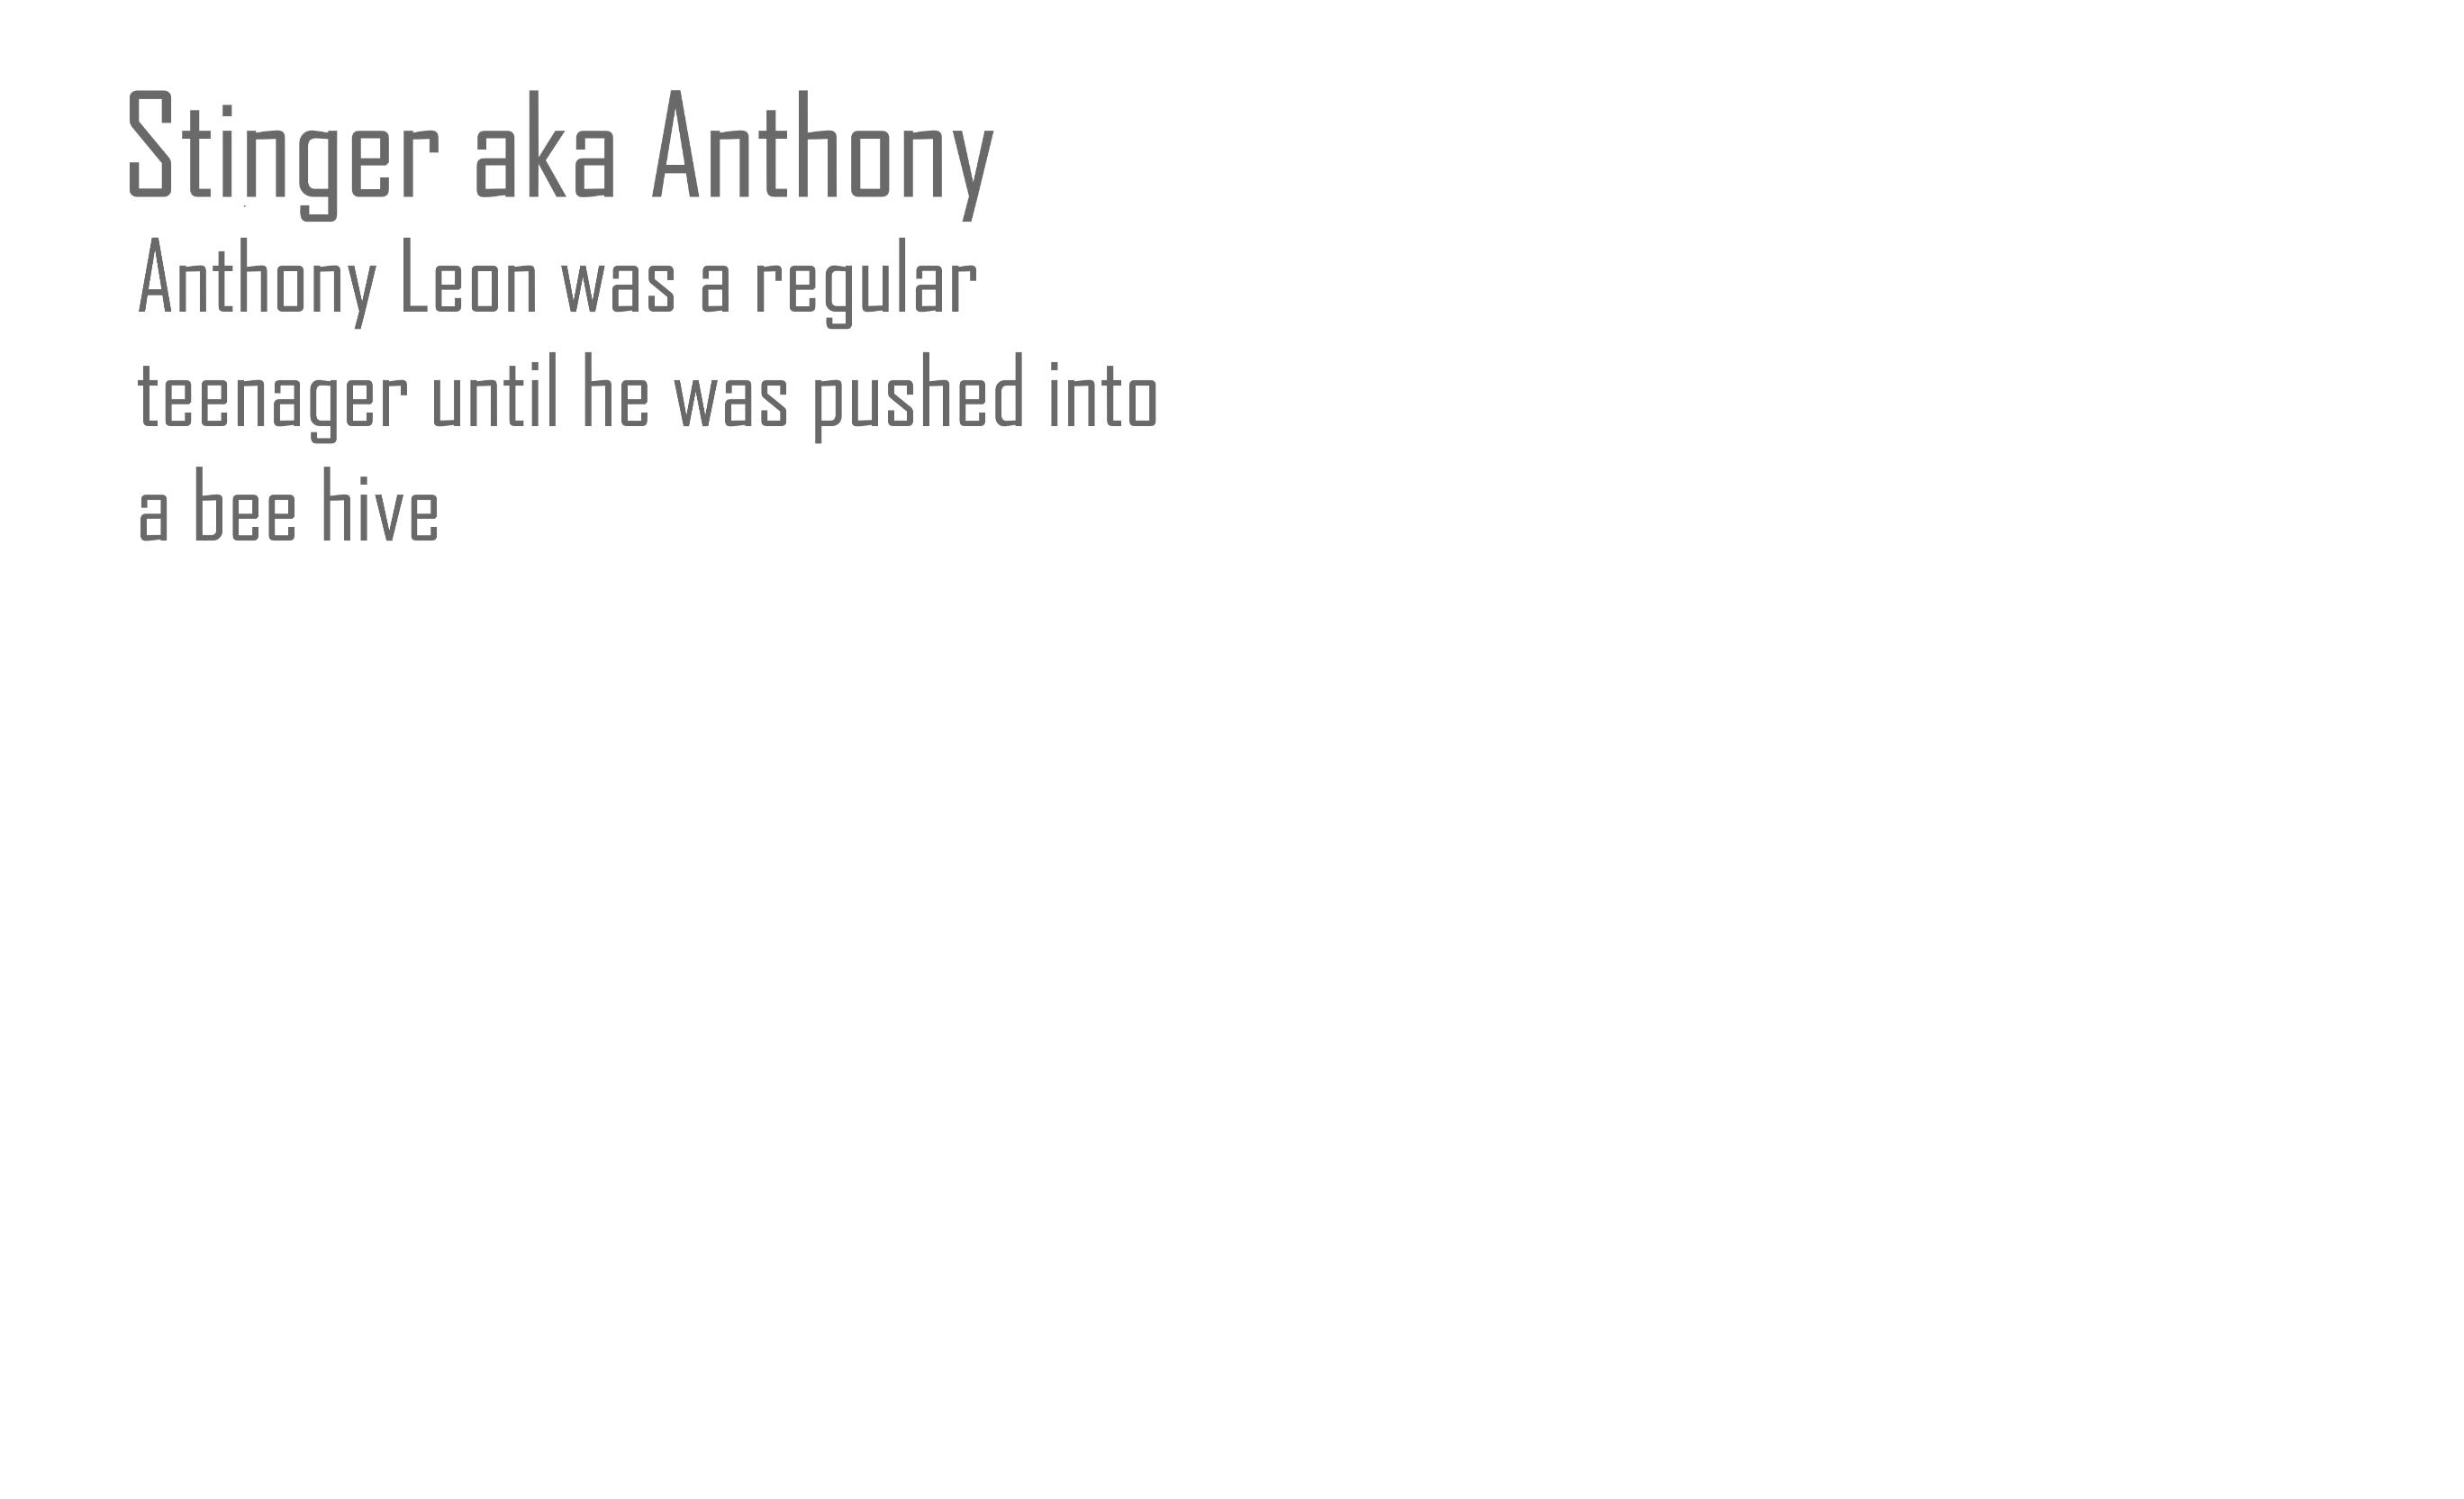 Stinger aka Anthony
Anthony Leon was a regular
teenager until he was pushed into
a bee hive